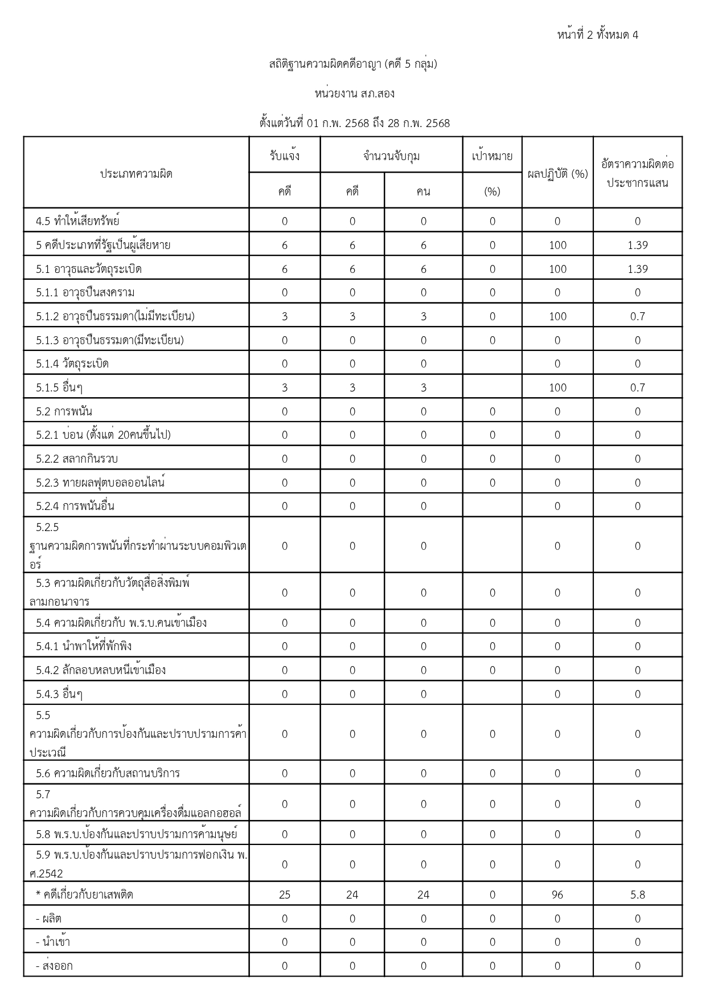 หน้าที่ 2 ทั้งหมด 4
สถิติฐานความผิดคดีอาญา (คดี 5 กลุ่ม)
หน่วยงาน สภ.สอง
ตั้งแต่วันที่ 01 ก.พ. 2568 ถึง 28 ก.พ. 2568
ประเภทความผิด รับแจ้ง จำนวนจับกุม เป้าหมาย ผลปฏิบัติ (%) อัตราความผิดต่อ
ประชากรแสน
คดี คดี คน (%)
4.5 ทำให้เสียทรัพย์ 0 0 0 0 0 0
5 คดีประเภทที่รัฐเป็นผู้เสียหาย 6 6 6 0 100 1.39
5.1 อาวุธและวัตถุระเบิด 6 6 6 0 100 1.39
5.1.1 อาวุธปืนสงคราม 0 0 0 0 0 0
5.1.2 อาวุธปืนธรรมดา(ไม่มีทะเบียน) 3 3 3 0 100 0.7
5.1.3 อาวุธปืนธรรมดา(มีทะเบียน) 0 0 0 0 0 0
5.1.4 วัตถุระเบิด 0 0 0 0 0
5.1.5 อื่นๆ 3 3 3 100 0.7
5.2 การพนัน 0 0 0 0 0 0
5.2.1 บ่อน (ตั้งแต่ 20คนขึ้นไป) 0 0 0 0 0 0
5.2.2 สลากกินรวบ 0 0 0 0 0 0
5.2.3 ทายผลฟุตบอลออนไลน์ 0 0 0 0 0 0
5.2.4 การพนันอื่น 0 0 0 0 0
5.2.5
ฐานความผิดการพนันที่กระทำผ่านระบบคอมพิวเต 0 0 0 0 0
อร์
5.3 ความผิดเกี่ยวกับวัตถุสื่อสิ่งพิมพ์
ลามกอนาจาร 0 0 0 0 0 0
5.4 ความผิดเกี่ยวกับ พ.ร.บ.คนเข้าเมือง 0 0 0 0 0 0
5.4.1 นำพาให้ที่พักพิง 0 0 0 0 0 0
5.4.2 ลักลอบหลบหนีเข้าเมือง 0 0 0 0 0 0
5.4.3 อื่นๆ 0 0 0 0 0
5.5
ความผิดเกี่ยวกับการป้องกันและปราบปรามการค้า 0 0 0 0 0 0
ประเวณี
5.6 ความผิดเกี่ยวกับสถานบริการ 0 0 0 0 0 0
5.7
ความผิดเกี่ยวกับการควบคุมเครื่องดื่มแอลกอฮอล์ 0 0 0 0 0 0
5.8 พ.ร.บ.ป้องกันและปราบปรามการค้ามนุษย์ 0 0 0 0 0 0
5.9 พ.ร.บ.ป้องกันและปราบปรามการฟอกเงิน พ.
ศ.2542 0 0 0 0 0 0
* คดีเกี่ยวกับยาเสพติด 25 24 24 0 96 5.8
- ผลิต 0 0 0 0 0 0
- นำเข้า 0 0 0 0 0 0
- ส่งออก 0 0 0 0 0 0